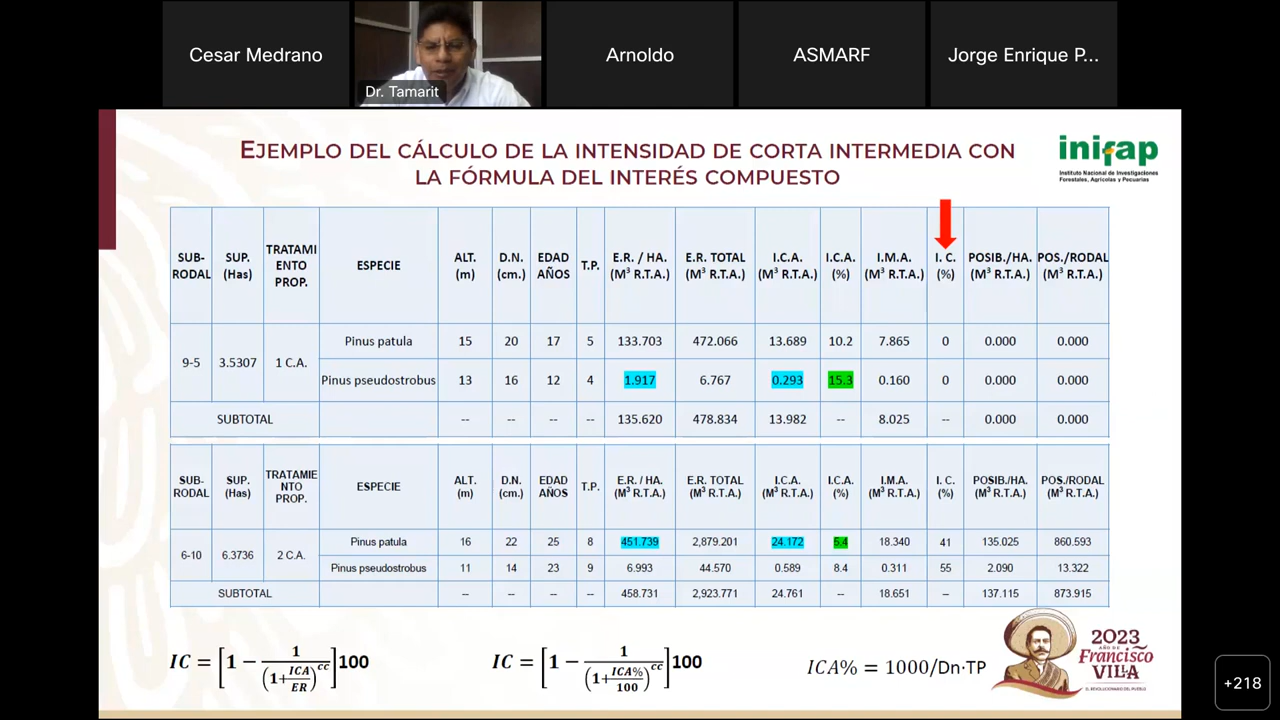 Cesar Medrano
Dr. Tamarit
Arnoldo
ASMARF
Jorge Enrique P...
EJEMPLO DEL CÁLCULO DE LA INTENSIDAD DE CORTA INTERMEDIA CON
LA FÓRMULA DEL INTERÉS COMPUESTO
inifap
Instituto Nacional de Investigaciones
Forestales, Agrícolas y Pecuarias
SUB-RODAL SUP. (Has) TRATAMIENTO PROP. ESPECIE ALT. (m) D.N. (cm.) EDAD AÑOS T.P. E.R. / HA. (M³ R.T.A.) E.R. TOTAL (M³ R.T.A.) I.C.A. (M³ R.T.A.) I.C.A. (%) I.M.A. (M³ R.T.A.) I. C. (%) POSIB./HA. (M³ R.T.A.) POS./RODAL (M³ R.T.A.)
9-5 3.5307 1 C.A. Pinus patula 15 20 17 5 133.703 472.066 13.689 10.2 7.865 0 0.000 0.000
Pinus pseudostrobus 13 16 12 4 1.917 6.767 0.293 15.3 0.160 0 0.000 0.000
SUBTOTAL -- -- -- -- 135.620 478.834 13.982 -- 8.025 -- 0.000 0.000
SUB-RODAL SUP. (Has) TRATAMIENTO PROP. ESPECIE ALT. (m) D.N. (cm.) EDAD AÑOS T.P. E.R. / HA. (M³ R.T.A.) E.R. TOTAL (M³ R.T.A.) I.C.A. (M³ R.T.A.) I.C.A. (%) I.M.A. (M³ R.T.A.) I. C. (%) POSIB./HA. (M³ R.T.A.) POS./RODAL (M³ R.T.A.)
6-10 6.3736 2 C.A. Pinus patula 16 22 25 8 451.739 2,879.201 24.172 5.4 18.340 41 135.025 860.593
Pinus pseudostrobus 11 14 23 9 6.993 44.570 0.589 8.4 0.311 55 2.090 13.322
SUBTOTAL -- -- -- -- 458.731 2,923.771 24.761 -- 18.651 -- 137.115 873.915
IC = [1 − 1/(1+ICA/ER)^cc]100
IC = [1 − 1/(1+ICA%/100)^cc]100
ICA% = 1000/Dn·TP
2023
AÑO DE
Francisco
VILLA
EL REVOLUCIONARIO DEL PUEBLO
+218